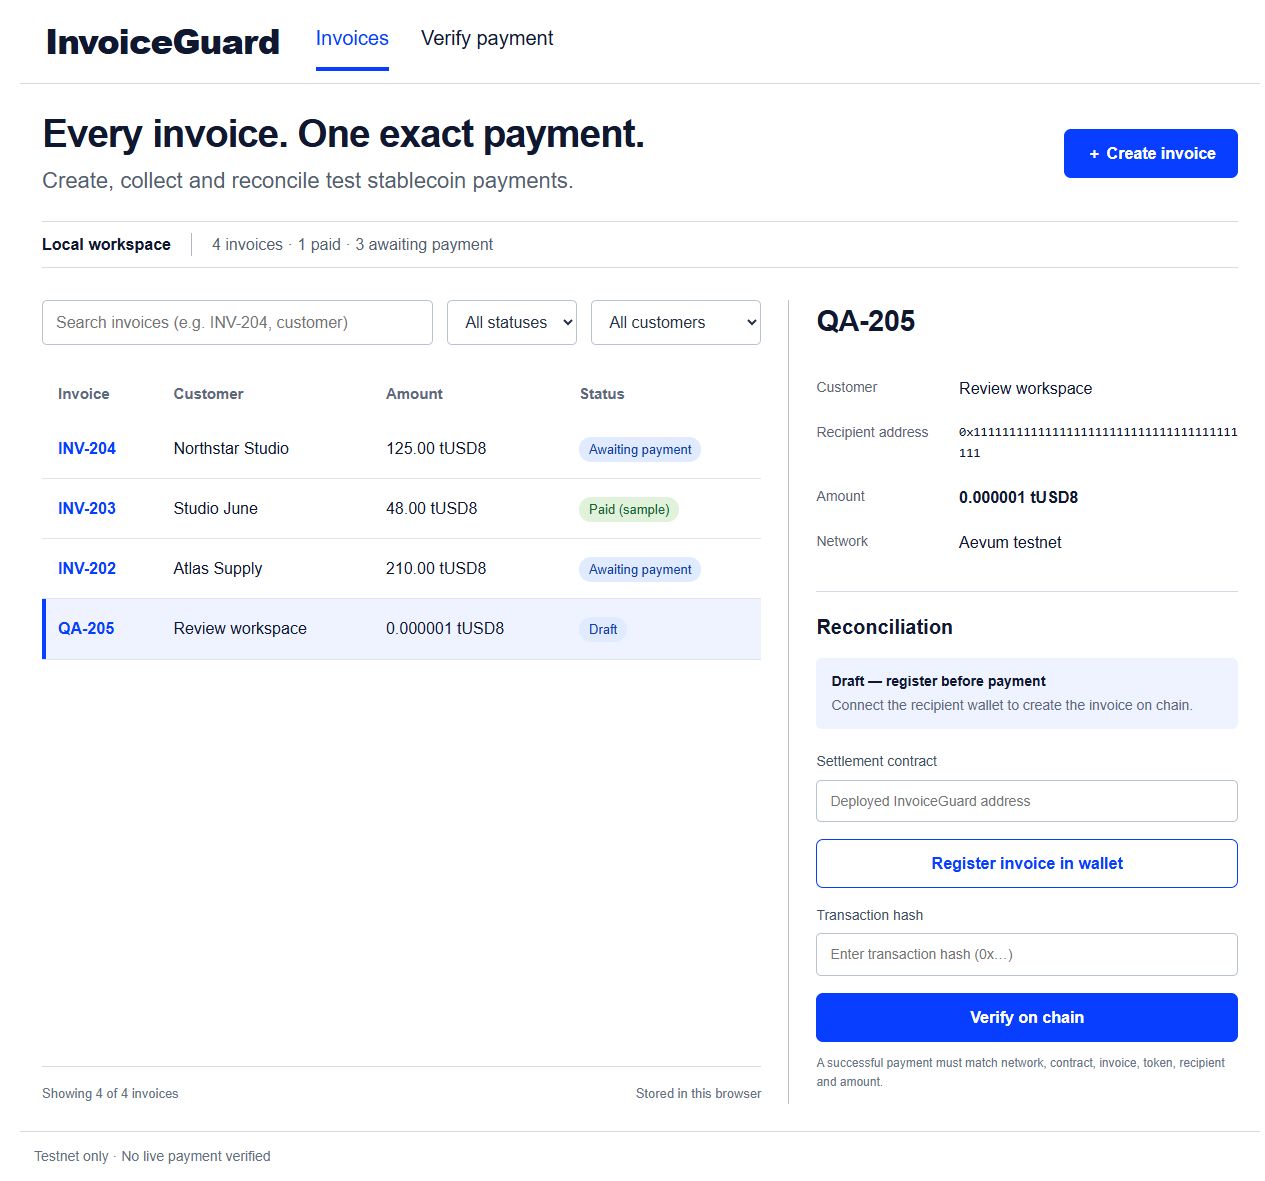 InvoiceGuard
Invoices
Verify payment
Every invoice. One exact payment.
+ Create invoice
Create, collect and reconcile test stablecoin payments.
Local workspace
4 invoices · 1 paid · 3 awaiting payment
Search invoices (e.g. INV-204, customer)
All statuses
All customers
Invoice Customer Amount Status
INV-204 Northstar Studio 125.00 tUSD8 Awaiting payment
INV-203 Studio June 48.00 tUSD8 Paid (sample)
INV-202 Atlas Supply 210.00 tUSD8 Awaiting payment
QA-205 Review workspace 0.000001 tUSD8 Draft
Showing 4 of 4 invoices
Stored in this browser
QA-205
Customer Review workspace
Recipient address 0x1111111111111111111111111111111111111
111
Amount 0.000001 tUSD8
Network Aevum testnet
Reconciliation
Draft — register before payment
Connect the recipient wallet to create the invoice on chain.
Settlement contract
Deployed InvoiceGuard address
Register invoice in wallet
Transaction hash
Enter transaction hash (0x…)
Verify on chain
A successful payment must match network, contract, invoice, token, recipient
and amount.
Testnet only · No live payment verified